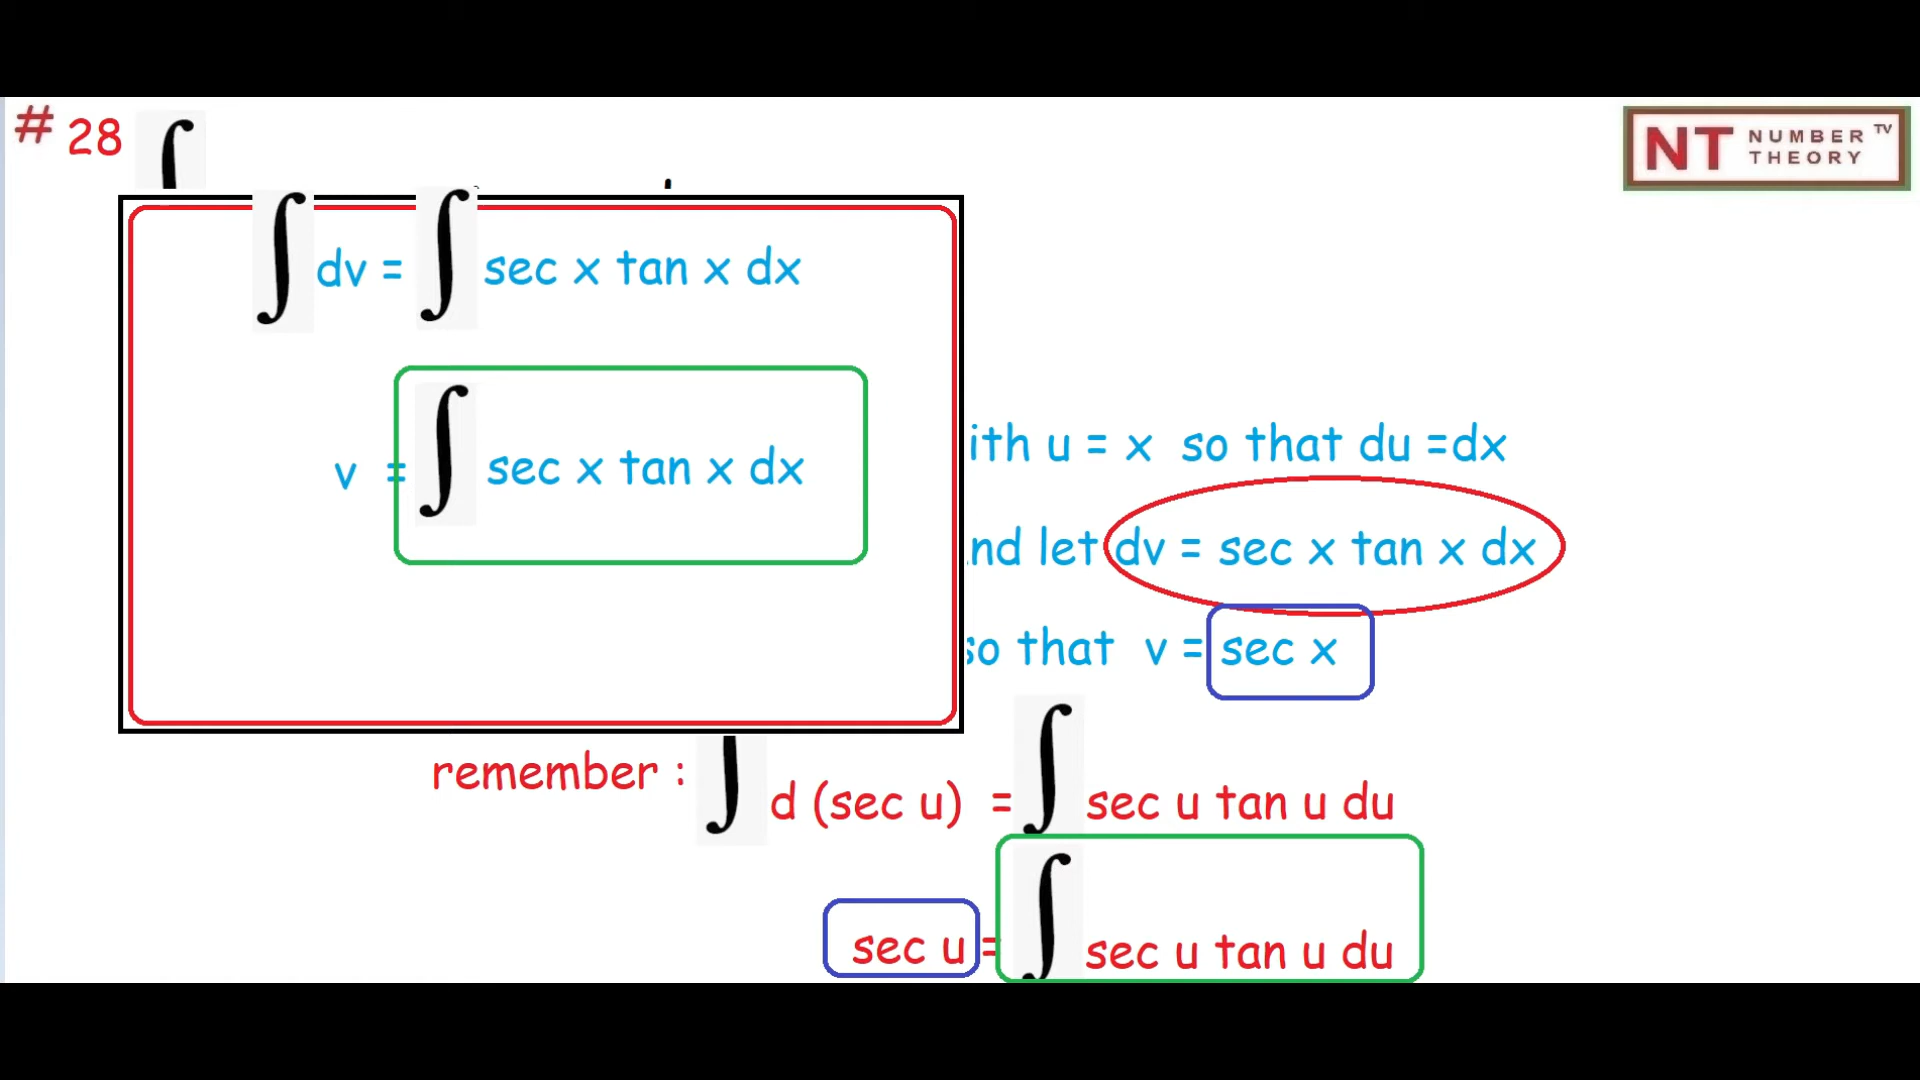 # 28 ∫
NT NUMBER THEORY TV
∫ dv = ∫ sec x tan x dx
v = ∫ sec x tan x dx
ith u = x so that du =dx
nd let dv = sec x tan x dx
so that v = sec x
remember : ∫ d (sec u) = ∫ sec u tan u du
sec u = ∫ sec u tan u du